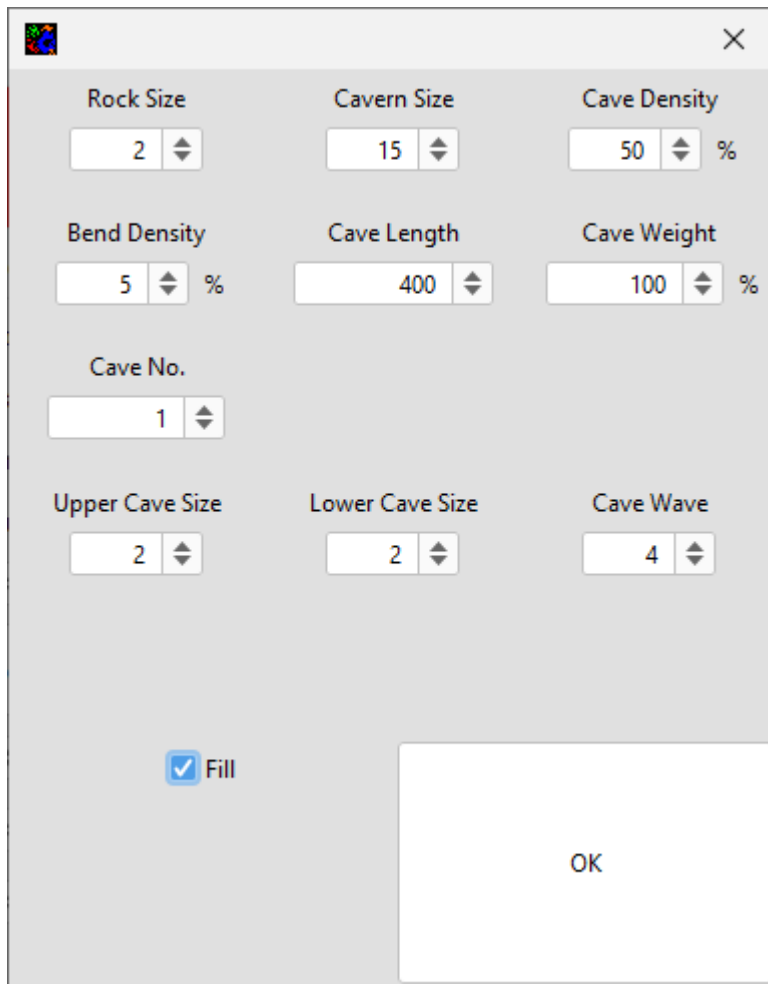 Rock Size Cavern Size Cave Density
2 15 50 %
Bend Density Cave Length Cave Weight
5 % 400 100 %
Cave No.
1
Upper Cave Size Lower Cave Size Cave Wave
2 2 4
Fill
OK